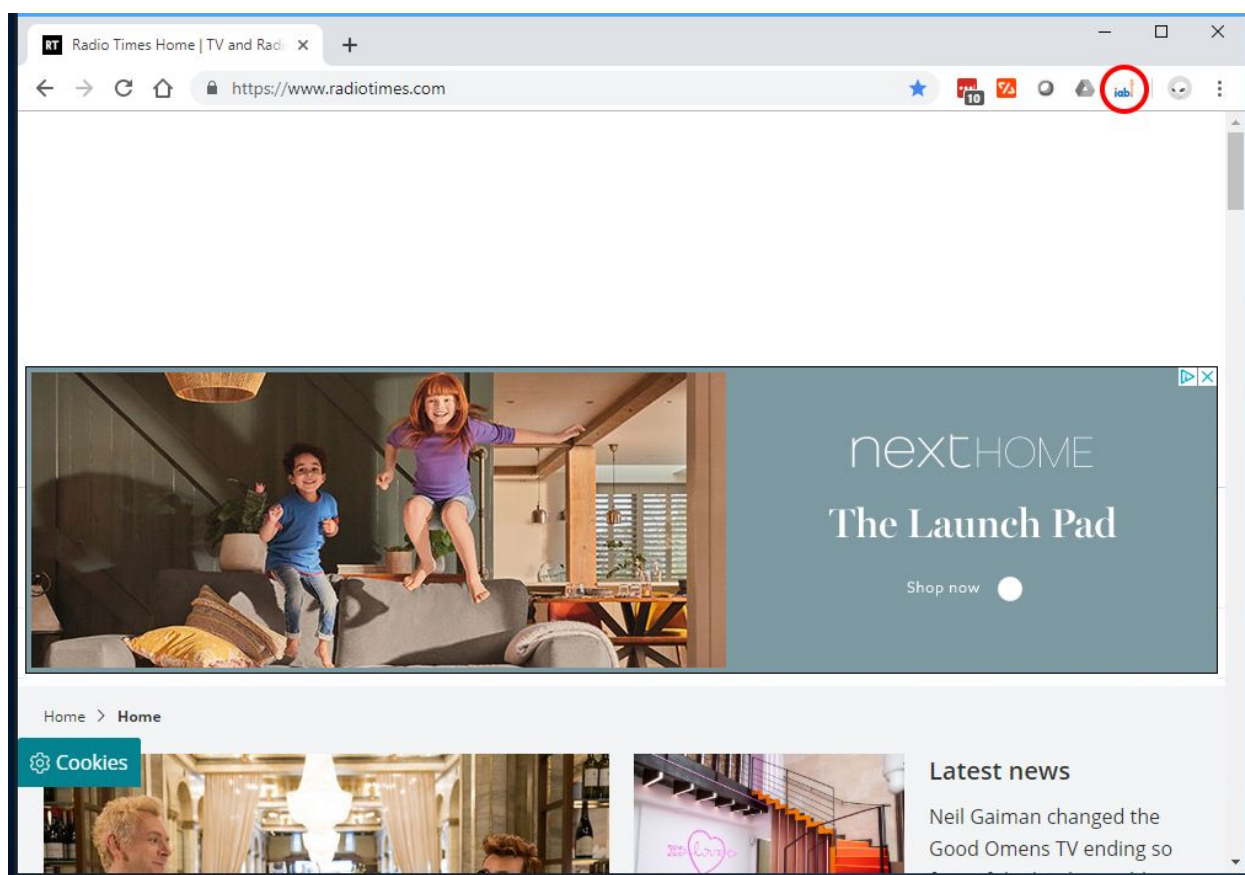 RT Radio Times Home | TV and Radi
https://www.radiotimes.com
10
iab
nextHOME
The Launch Pad
Shop now
Home > Home
Cookies
Latest news
Neil Gaiman changed the
Good Omens TV ending so